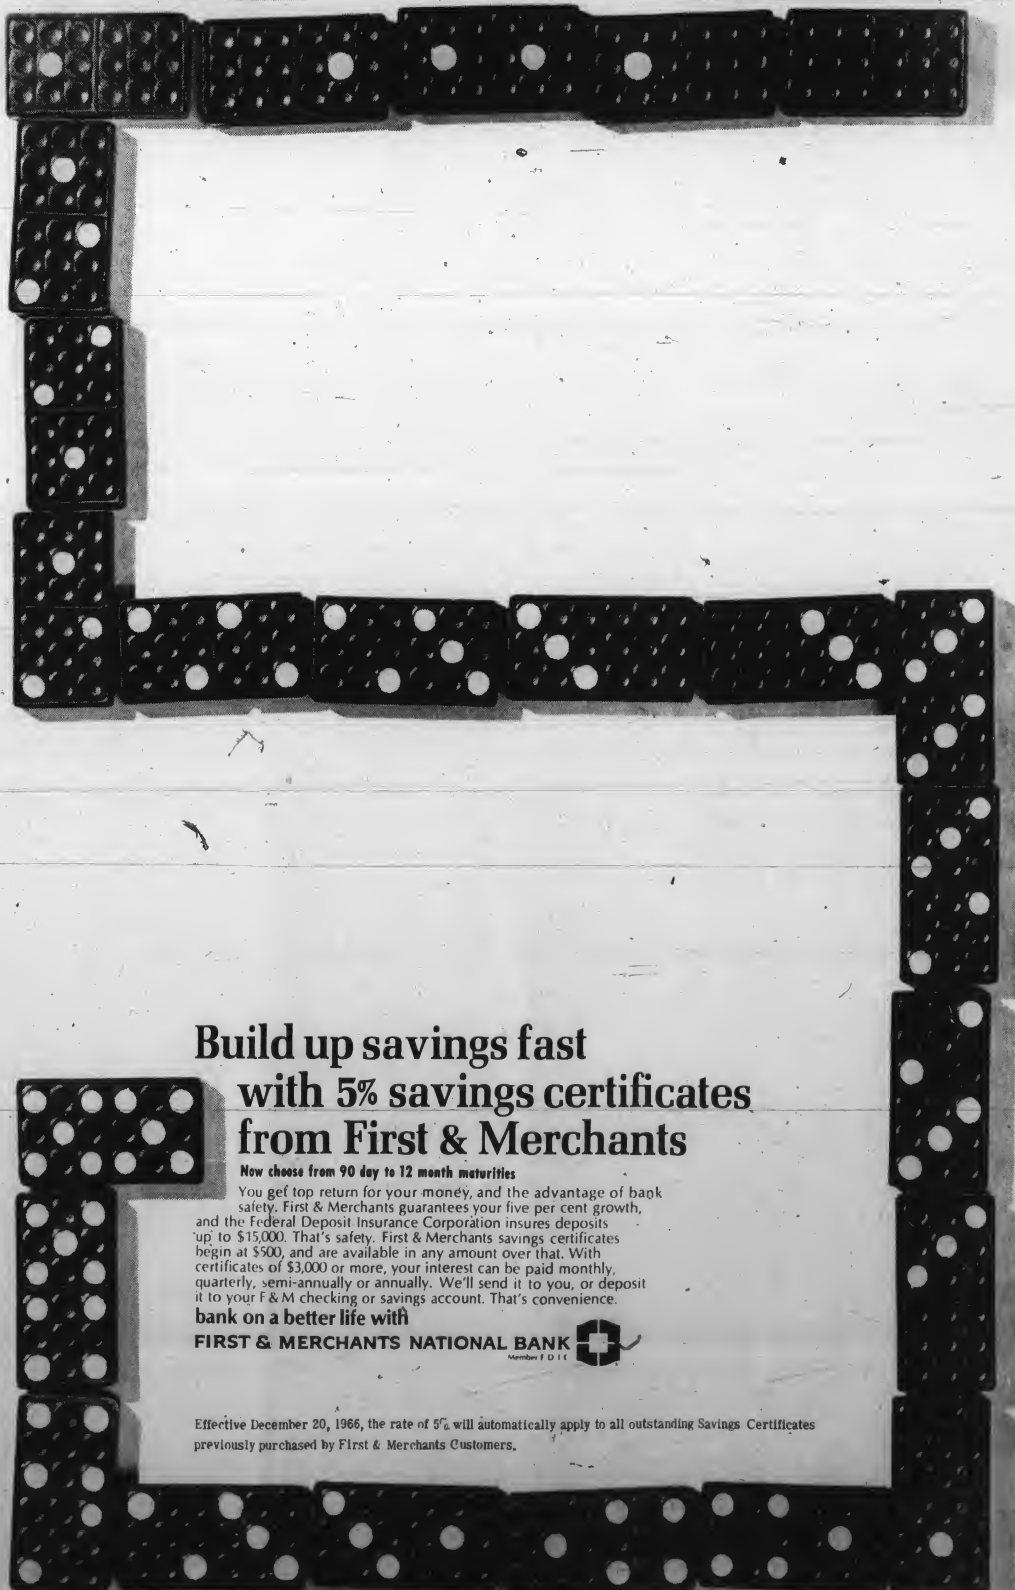 Build up savings fast
with 5% savings certificates
from First & Merchants
Now choose from 90 day to 12 month maturities
You get top return for your money, and the advantage of bank
safety. First & Merchants guarantees your five per cent growth,
and the Federal Deposit Insurance Corporation insures deposits
up to $15,000. That's safety. First & Merchants savings certificates
begin at $500, and are available in any amount over that. With
certificates of $3,000 or more, your interest can be paid monthly,
quarterly, semi-annually or annually. We'll send it to you, or deposit
it to your F & M checking or savings account. That's convenience.
bank on a better life with
FIRST & MERCHANTS NATIONAL BANK
Member F D I C
Effective December 20, 1966, the rate of 5% will automatically apply to all outstanding Savings Certificates
previously purchased by First & Merchants Customers.